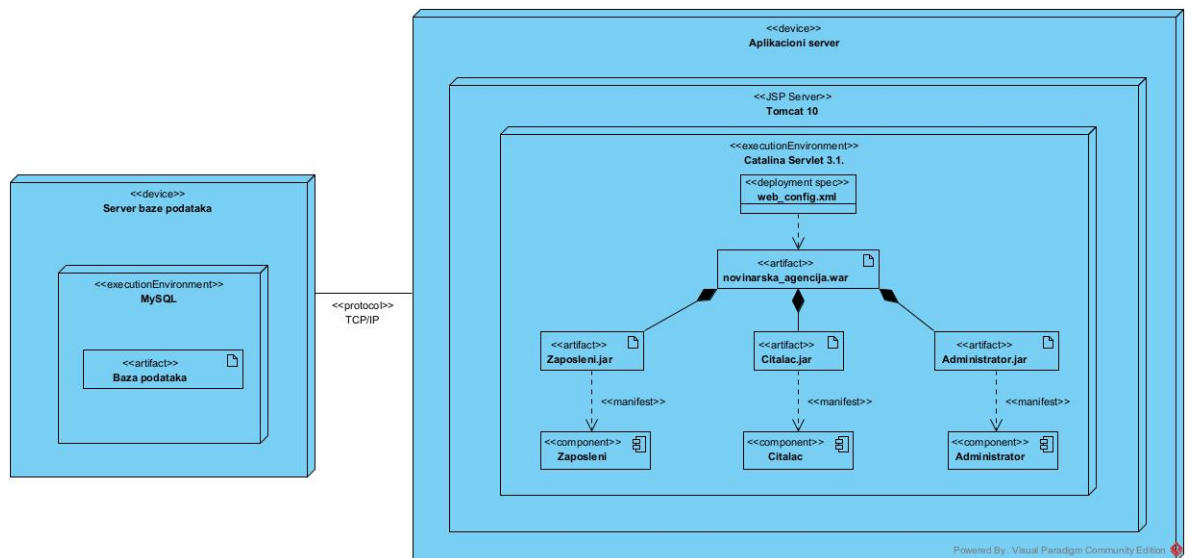 <<device>>
Server baze podataka
<<executionEnvironment>>
MySQL
<<artifact>>
Baza podataka
<<protocol>>
TCP/IP
<<device>>
Aplikacioni server
<<JSP Server>>
Tomcat 10
<<executionEnvironment>>
Catalina Servlet 3.1.
<<deployment spec>>
web_config.xml
<<artifact>>
novinarska_agencija.war
<<artifact>>
Zaposleni.jar
<<artifact>>
Citalac.jar
<<artifact>>
Administrator.jar
<<manifest>>
<<manifest>>
<<manifest>>
<<component>>
Zaposleni
<<component>>
Citalac
<<component>>
Administrator
Powered By: Visual Paradigm Community Edition